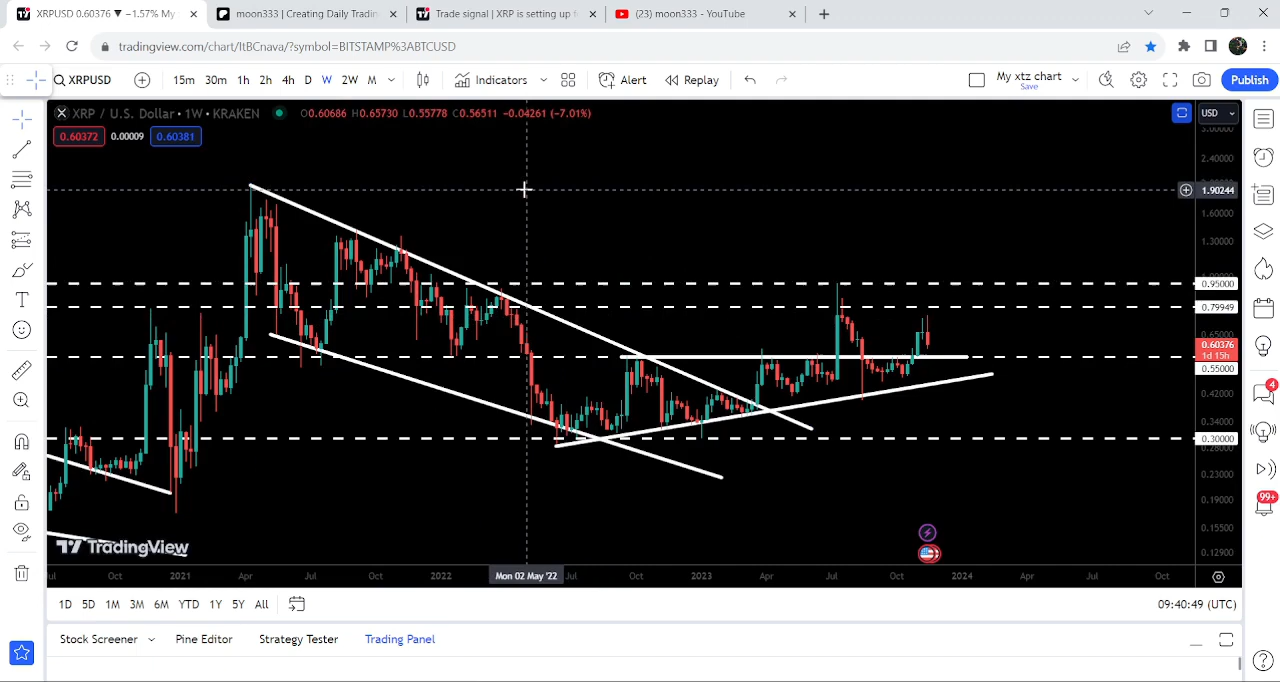 XRPUSD 0.60376 ▼ −1.57% My
moon333 | Creating Daily Tradin
Trade signal | XRP is setting up f
(23) moon333 - YouTube
tradingview.com/chart/ItBCnava/?symbol=BITSTAMP%3ABTCUSD
XRPUSD 15m 30m 1h 2h 4h D W 2W M Indicators Alert Replay My xtz chart Save Publish
XRP / U.S. Dollar • 1W • KRAKEN O0.60686 H0.65730 L0.55778 C0.56511 −0.04261 (−7.01%) USD
0.60372 0.00009 0.60381
3.00000
2.40000
1.90244
1.60000
1.30000
0.95000
0.79949
0.65000
0.60376
1d 15h
0.55000
0.42000
0.34000
0.30000
0.28000
0.23000
0.19000
0.15500
0.12900
4
99+
TradingView
Jul Oct 2021 Apr Jul Oct 2022 Mon 02 May '22 Jul Oct 2023 Apr Jul Oct 2024 Apr Jul Oct
1D 5D 1M 3M 6M YTD 1Y 5Y All 09:40:49 (UTC)
Stock Screener Pine Editor Strategy Tester Trading Panel